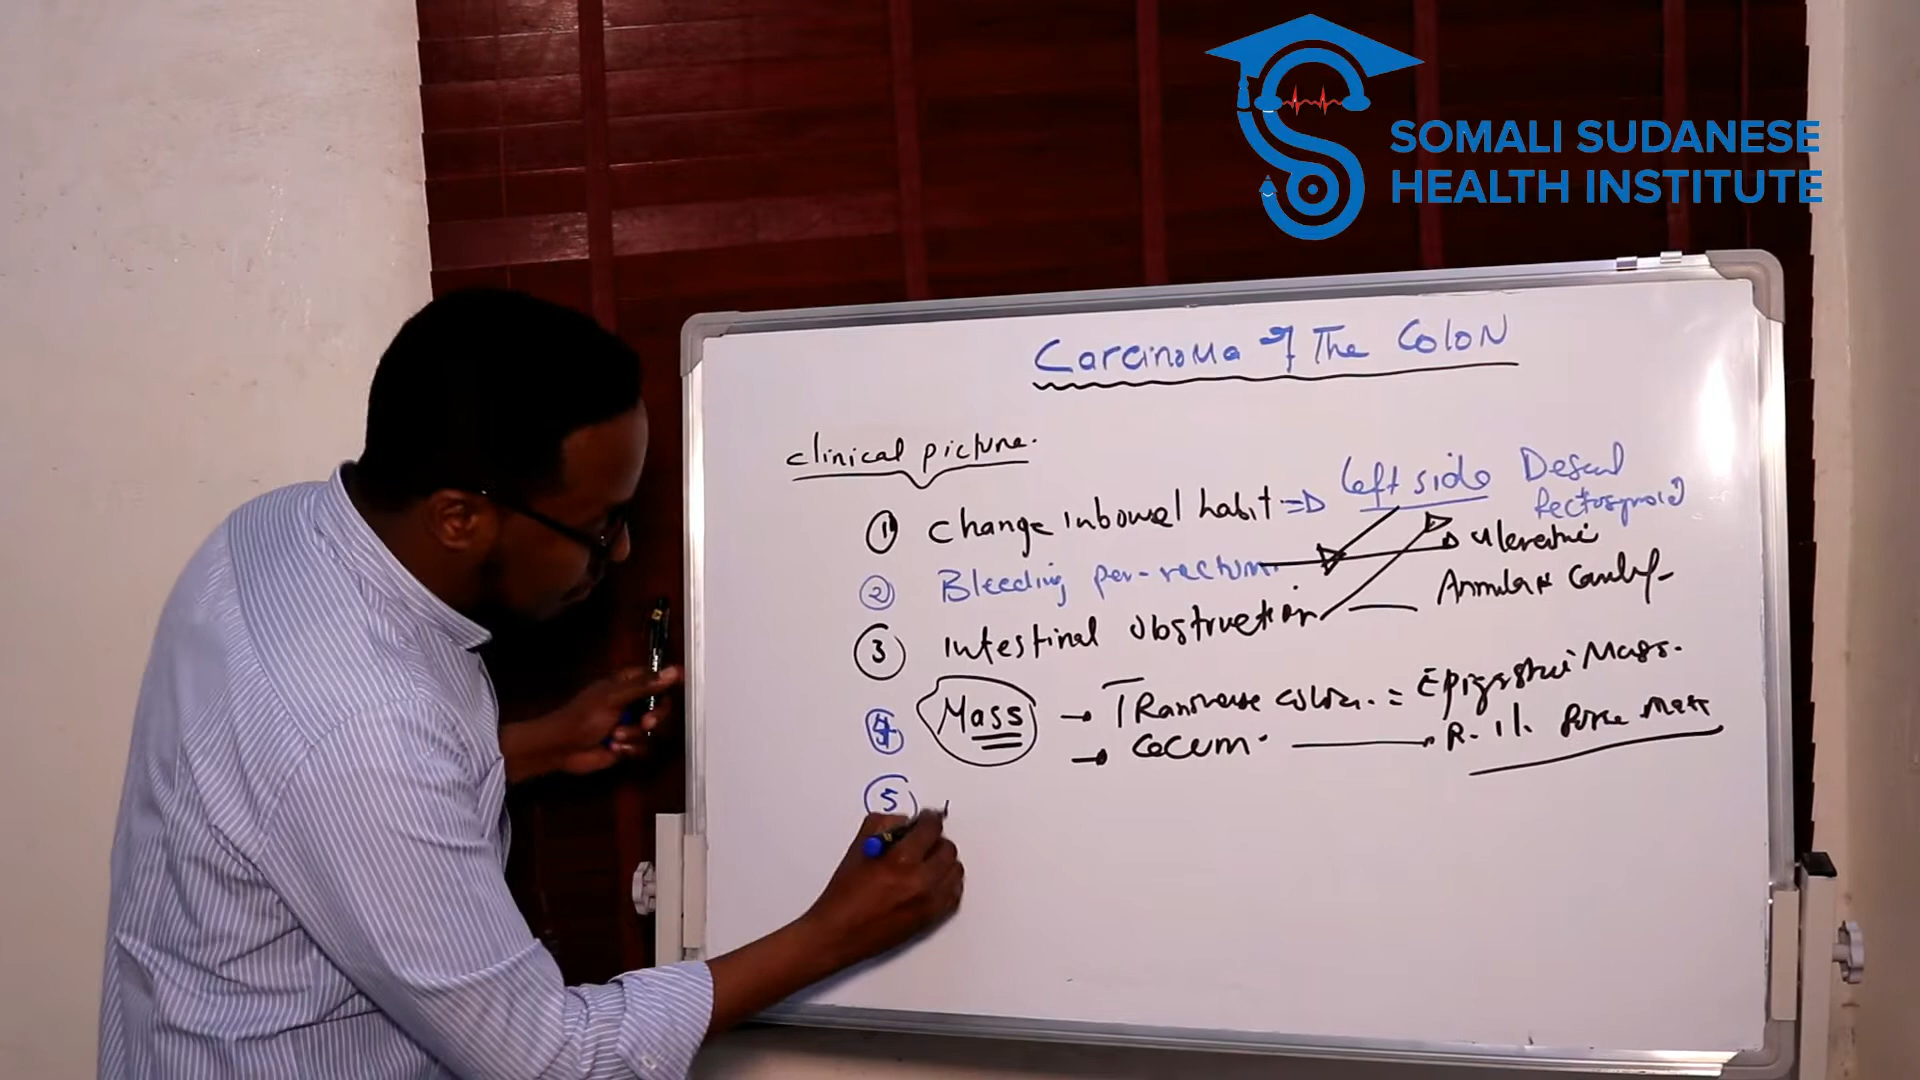 SOMALI SUDANESE
HEALTH INSTITUTE
Carcinoma of The Colon
clinical picture.
① Change in bowel habit ⇒ left side Descend
Rectosigmoid
② Bleeding per-rectum. → ulcerative
③ Intestinal obstruction — Annular
④ Mass → Transverse colon. = Epigastric Mass.
→ Cecum. → R. il. Mass
⑤